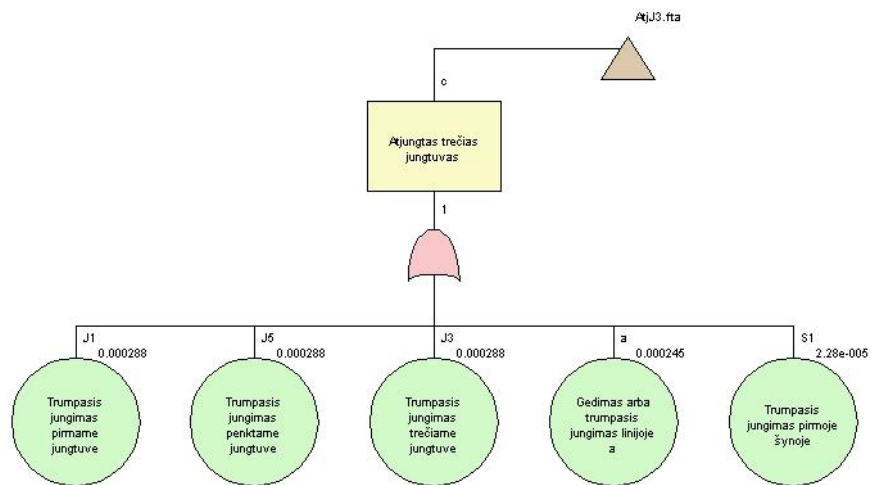 AtjJ3.fta
c
Atjungtas trečias
jungtuvas
1
J1
J5
J3
a
S1
0.000288
0.000288
0.000288
0.000245
2.28e-005
Trumpasis
jungimas
pirmame
jungtuve
Trumpasis
jungimas
penktame
jungtuve
Trumpasis
jungimas
trečiame
jungtuve
Gedimas arba
trumpasis
jungimas linijoje
a
Trumpasis
jungimas pirmoje
šynoje